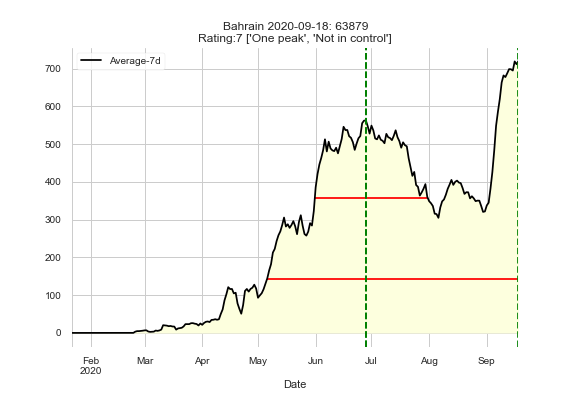 Bahrain 2020-09-18: 63879
Rating:7 ['One peak', 'Not in control']
Average-7d
700
600
500
400
300
200
100
0
Feb Mar Apr May Jun Jul Aug Sep
2020
Date